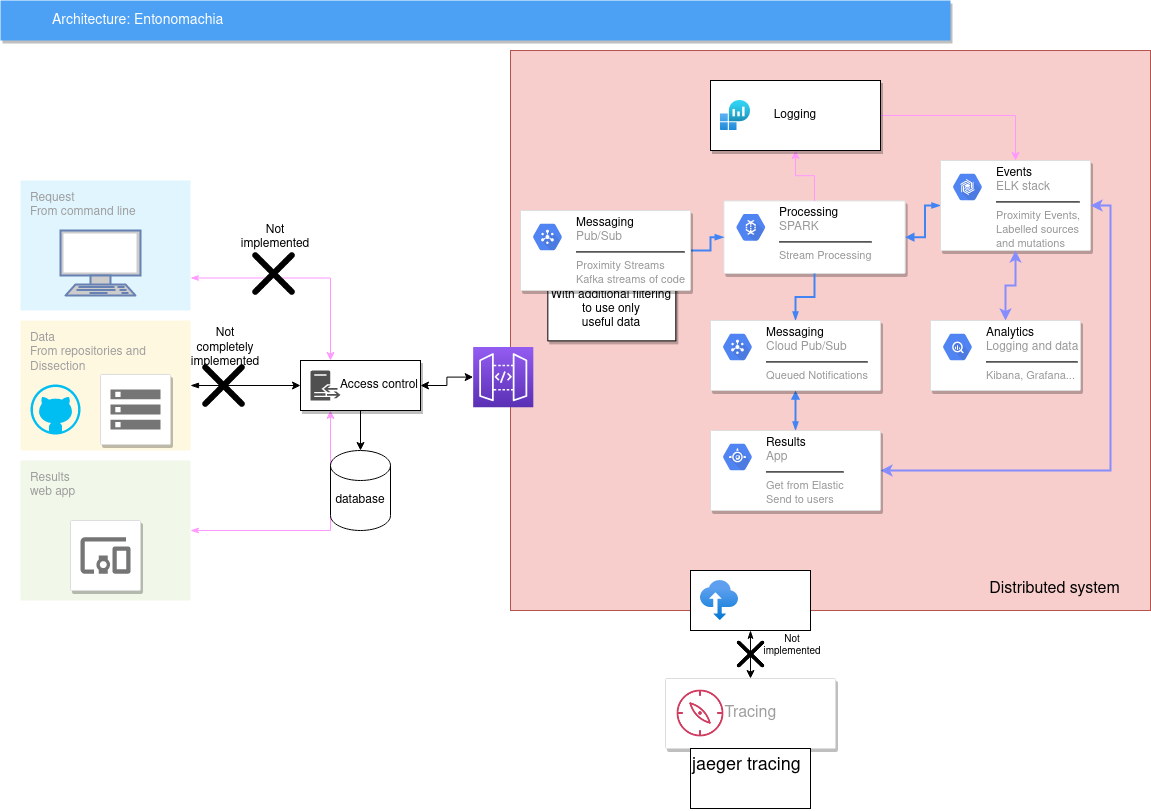 Architecture: Entonomachia
Request
From command line
Not
implemented
Data
From repositories and
Dissection
Not
completely
implemented
Access control
database
Results
web app
Logging
Events
ELK stack
Proximity Events,
Labelled sources
and mutations
Messaging
Pub/Sub
Proximity Streams
Kafka streams of code
With additional filtering
to use only
useful data
Processing
SPARK
Stream Processing
Messaging
Cloud Pub/Sub
Queued Notifications
Analytics
Logging and data
Kibana, Grafana...
Results
App
Get from Elastic
Send to users
Distributed system
Not
implemented
Tracing
jaeger tracing